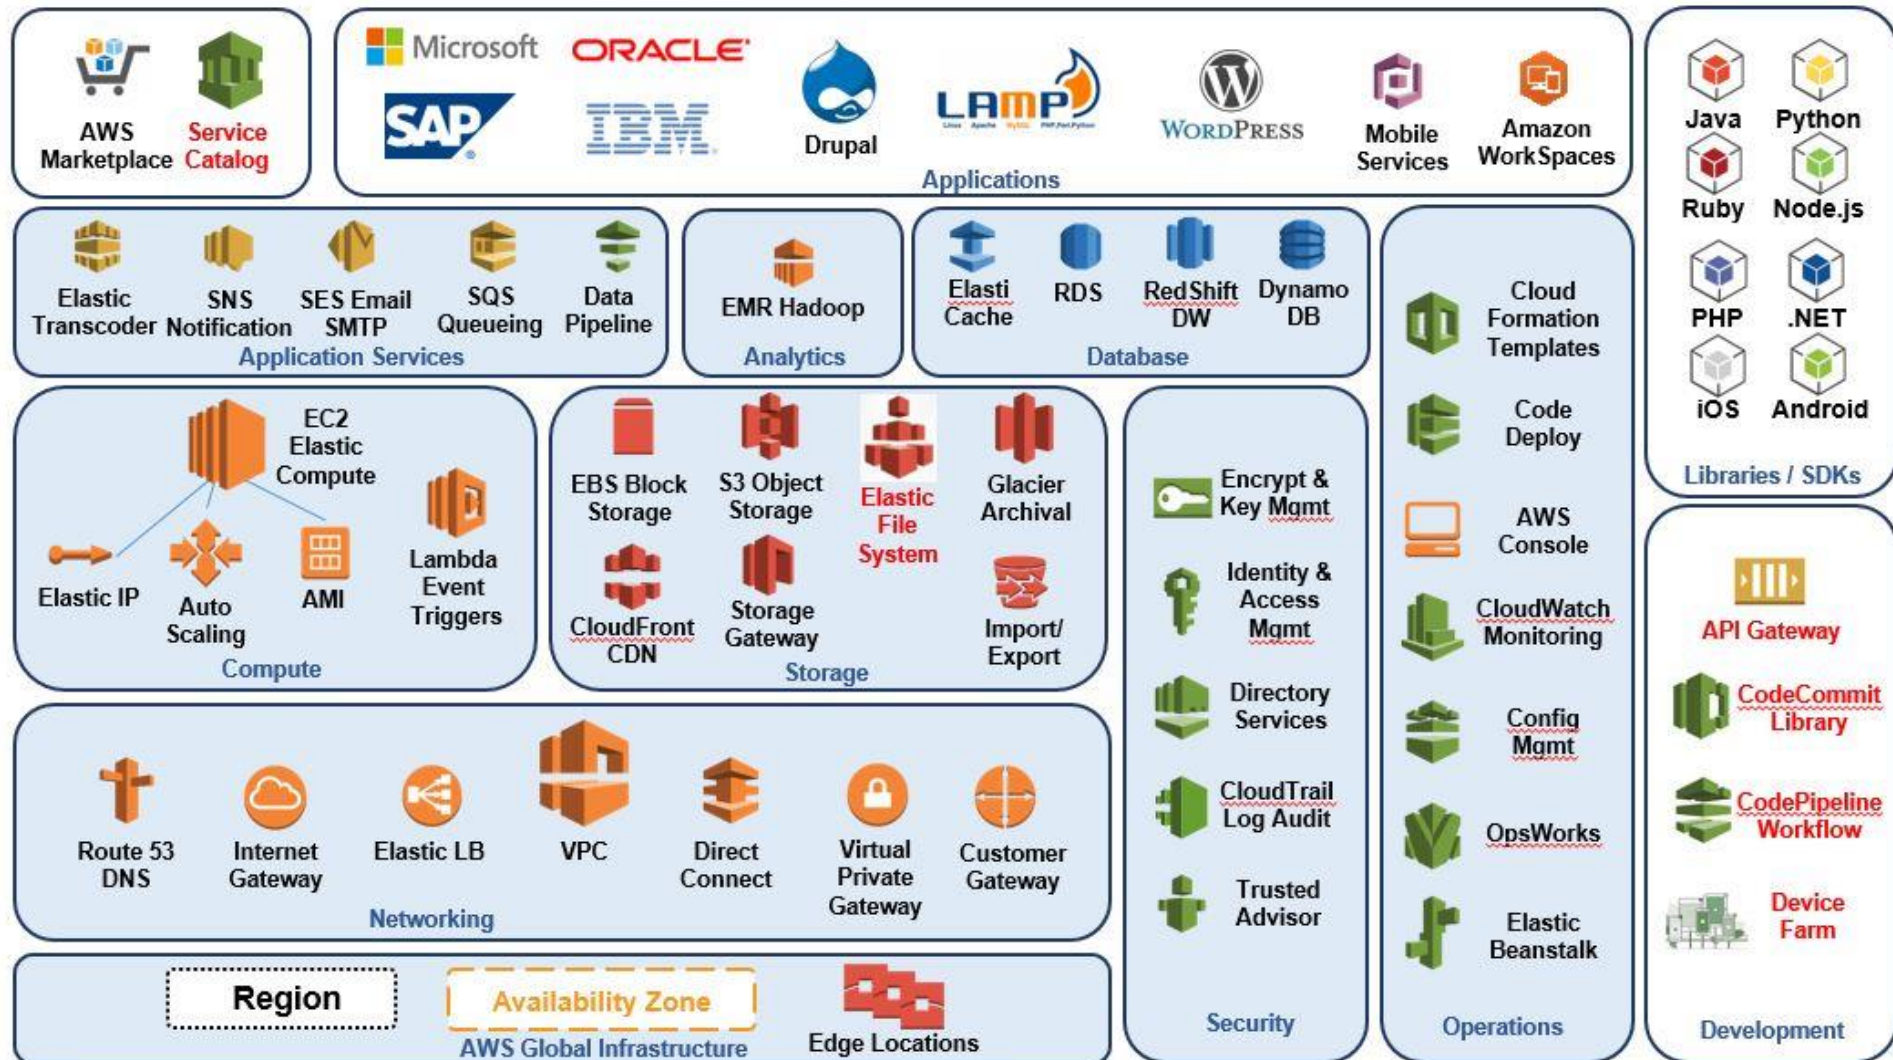 AWS
Marketplace
Service
Catalog
Microsoft
ORACLE
SAP
IBM
Drupal
LAMP
Linux Apache MySQL PHP,Perl,Python
WORDPRESS
Mobile
Services
Amazon
WorkSpaces
Applications
Java
Python
Ruby
Node.js
PHP
.NET
iOS
Android
Libraries / SDKs
Elastic
Transcoder
SNS
Notification
SES Email
SMTP
SQS
Queueing
Data
Pipeline
Application Services
EMR Hadoop
Analytics
Elasti
Cache
RDS
RedShift
DW
Dynamo
DB
Database
EC2
Elastic
Compute
Elastic IP
Auto
Scaling
AMI
Lambda
Event
Triggers
Compute
EBS Block
Storage
S3 Object
Storage
Elastic
File
System
Glacier
Archival
CloudFront
CDN
Storage
Gateway
Import/
Export
Storage
Encrypt &
Key Mgmt
Identity &
Access
Mgmt
Directory
Services
CloudTrail
Log Audit
Trusted
Advisor
Security
Cloud
Formation
Templates
Code
Deploy
AWS
Console
CloudWatch
Monitoring
Config
Mgmt
OpsWorks
Elastic
Beanstalk
Operations
API Gateway
CodeCommit
Library
CodePipeline
Workflow
Device
Farm
Development
Route 53
DNS
Internet
Gateway
Elastic LB
VPC
Direct
Connect
Virtual
Private
Gateway
Customer
Gateway
Networking
Region
Availability Zone
Edge Locations
AWS Global Infrastructure